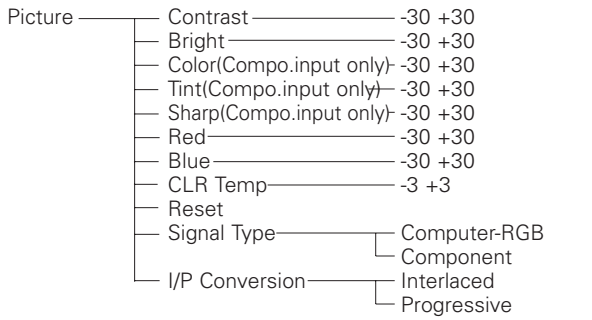 Picture Contrast -30 +30
Bright -30 +30
Color(Compo.input only) -30 +30
Tint(Compo.input only) -30 +30
Sharp(Compo.input only) -30 +30
Red -30 +30
Blue -30 +30
CLR Temp -3 +3
Reset
Signal Type Computer-RGB
Component
I/P Conversion Interlaced
Progressive